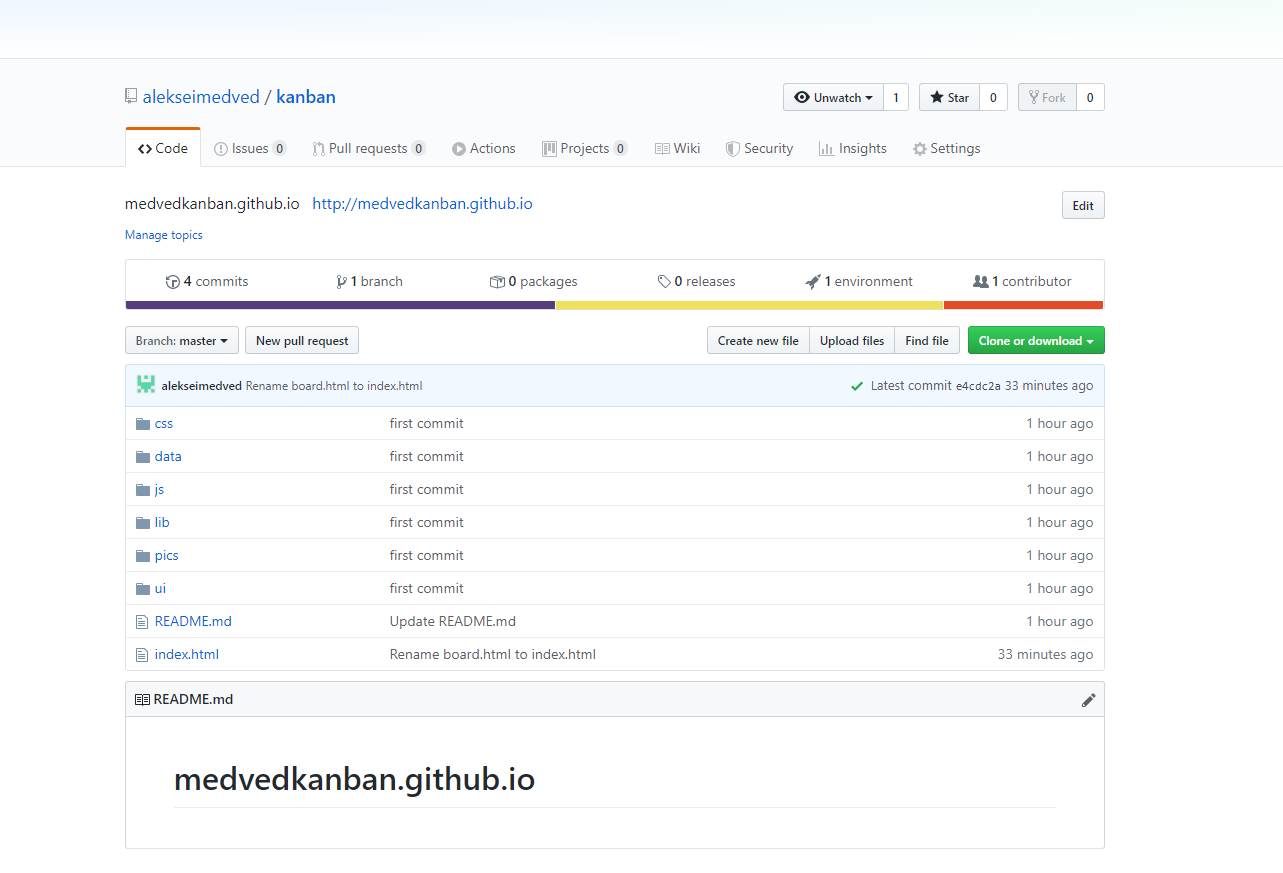 alekseimedved / kanban Unwatch 1 Star 0 Fork 0
Code Issues 0 Pull requests 0 Actions Projects 0 Wiki Security Insights Settings
medvedkanban.github.io http://medvedkanban.github.io Edit
Manage topics
4 commits 1 branch 0 packages 0 releases 1 environment 1 contributor
Branch: master New pull request Create new file Upload files Find file Clone or download
alekseimedved Rename board.html to index.html Latest commit e4cdc2a 33 minutes ago
css first commit 1 hour ago
data first commit 1 hour ago
js first commit 1 hour ago
lib first commit 1 hour ago
pics first commit 1 hour ago
ui first commit 1 hour ago
README.md Update README.md 1 hour ago
index.html Rename board.html to index.html 33 minutes ago
README.md
medvedkanban.github.io